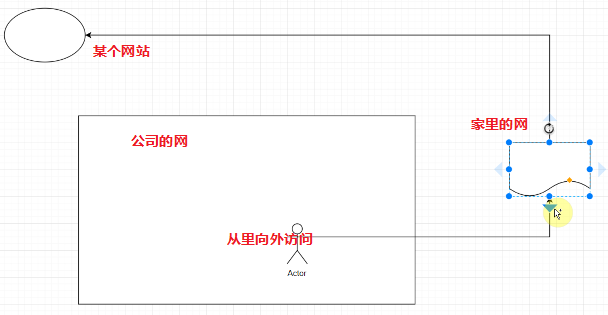 某个网站
家里的网
公司的网
从里向外访问
Actor